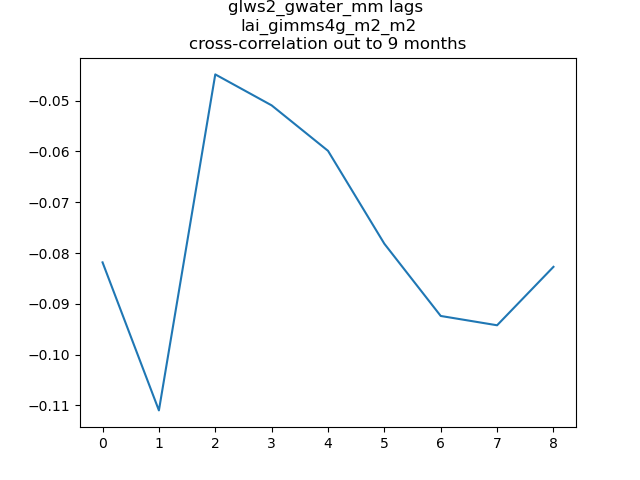 glws2_gwater_mm lags
lai_gimms4g_m2_m2
cross-correlation out to 9 months
−0.05
−0.06
−0.07
−0.08
−0.09
−0.10
−0.11
0 1 2 3 4 5 6 7 8